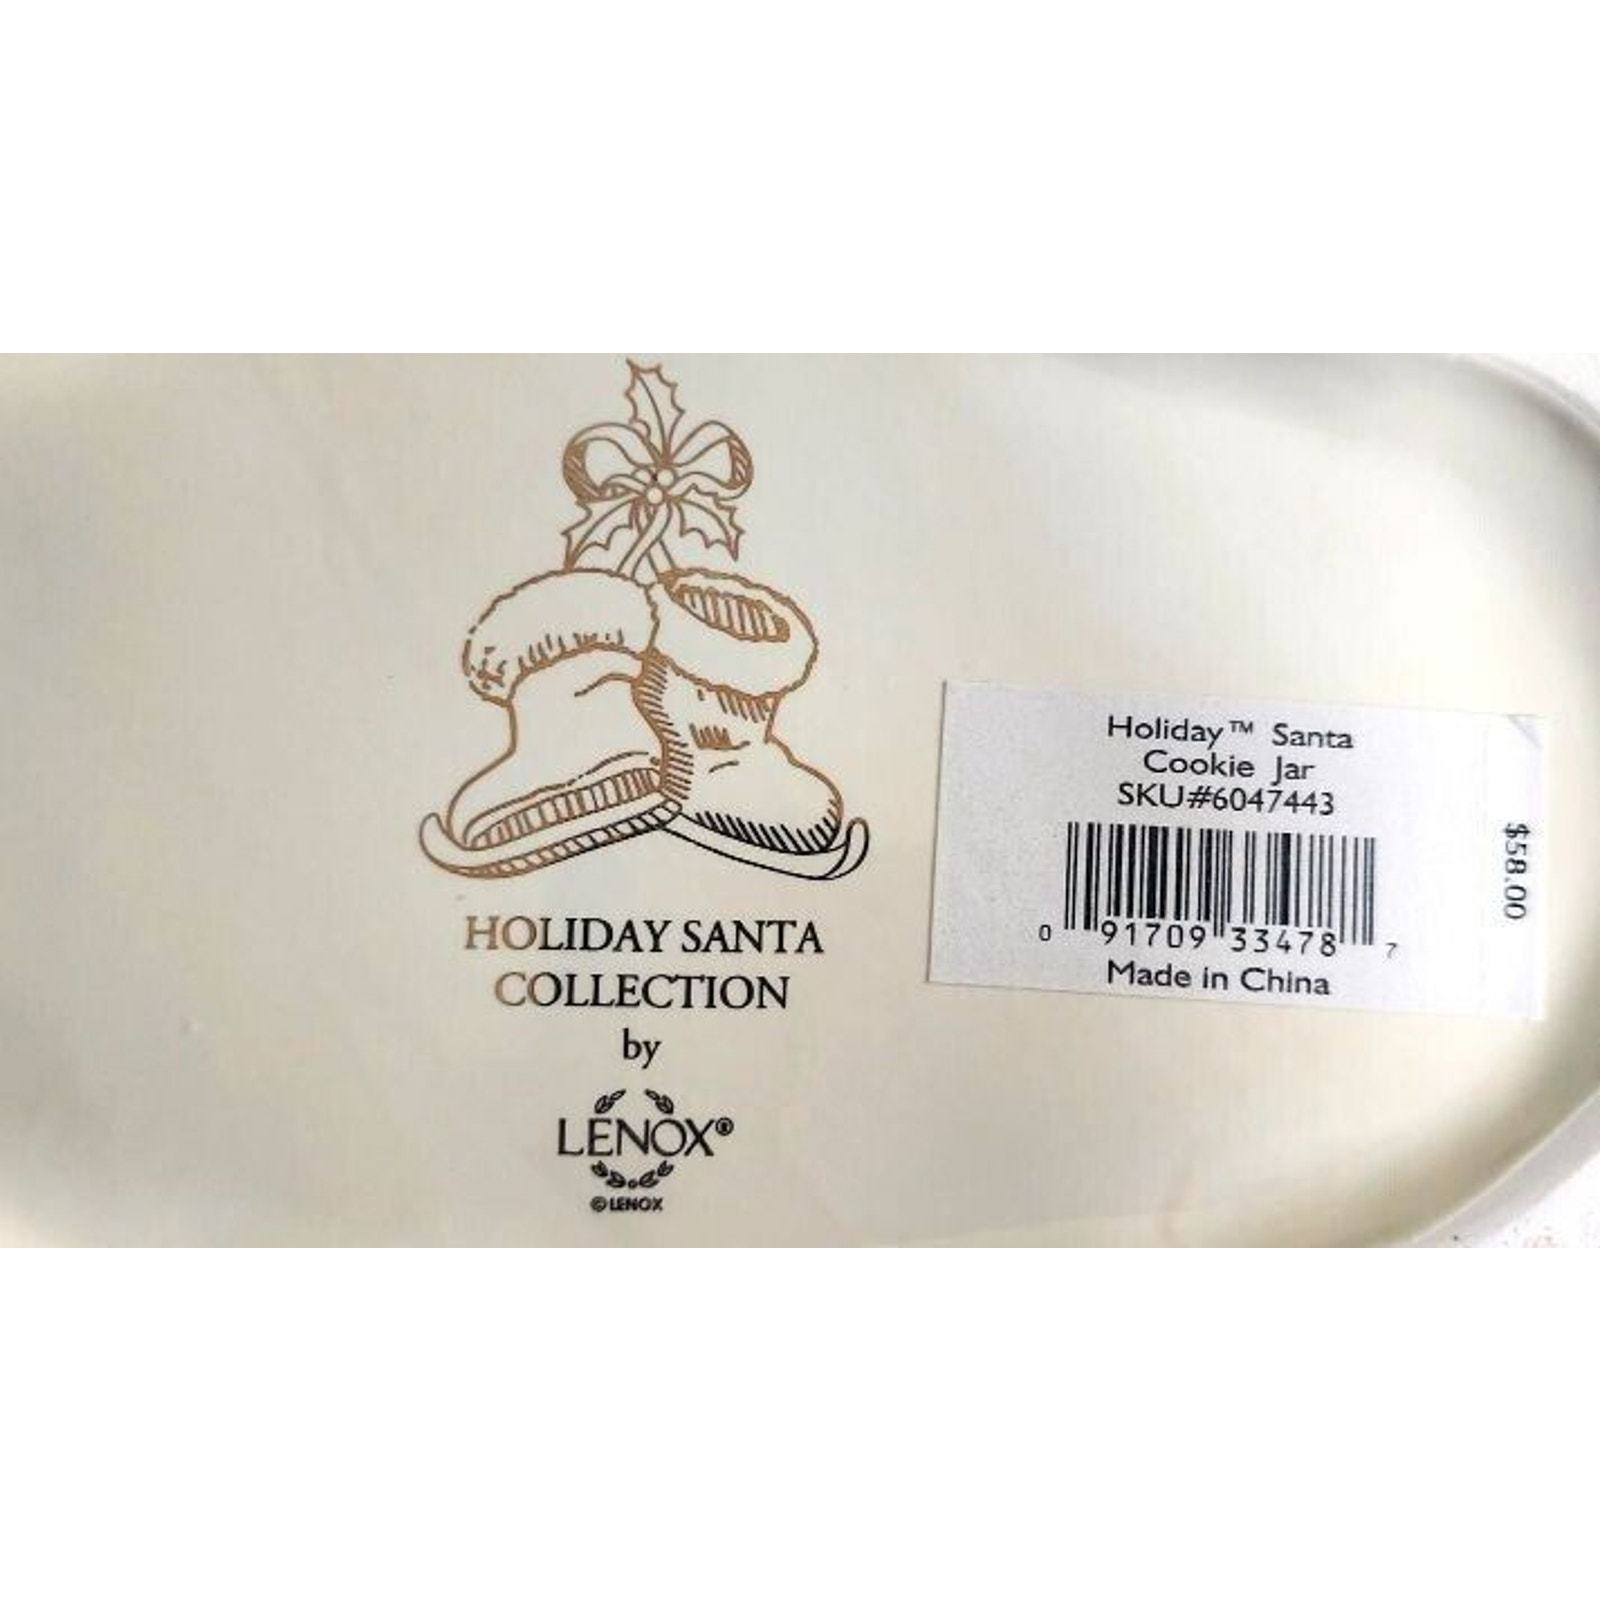 HOLIDAY SANTA
COLLECTION
by
LENOX®
© LENOX
Holiday™ Santa
Cookie Jar
SKU#6047443
0 91709 33478 7
Made in China
$58.00